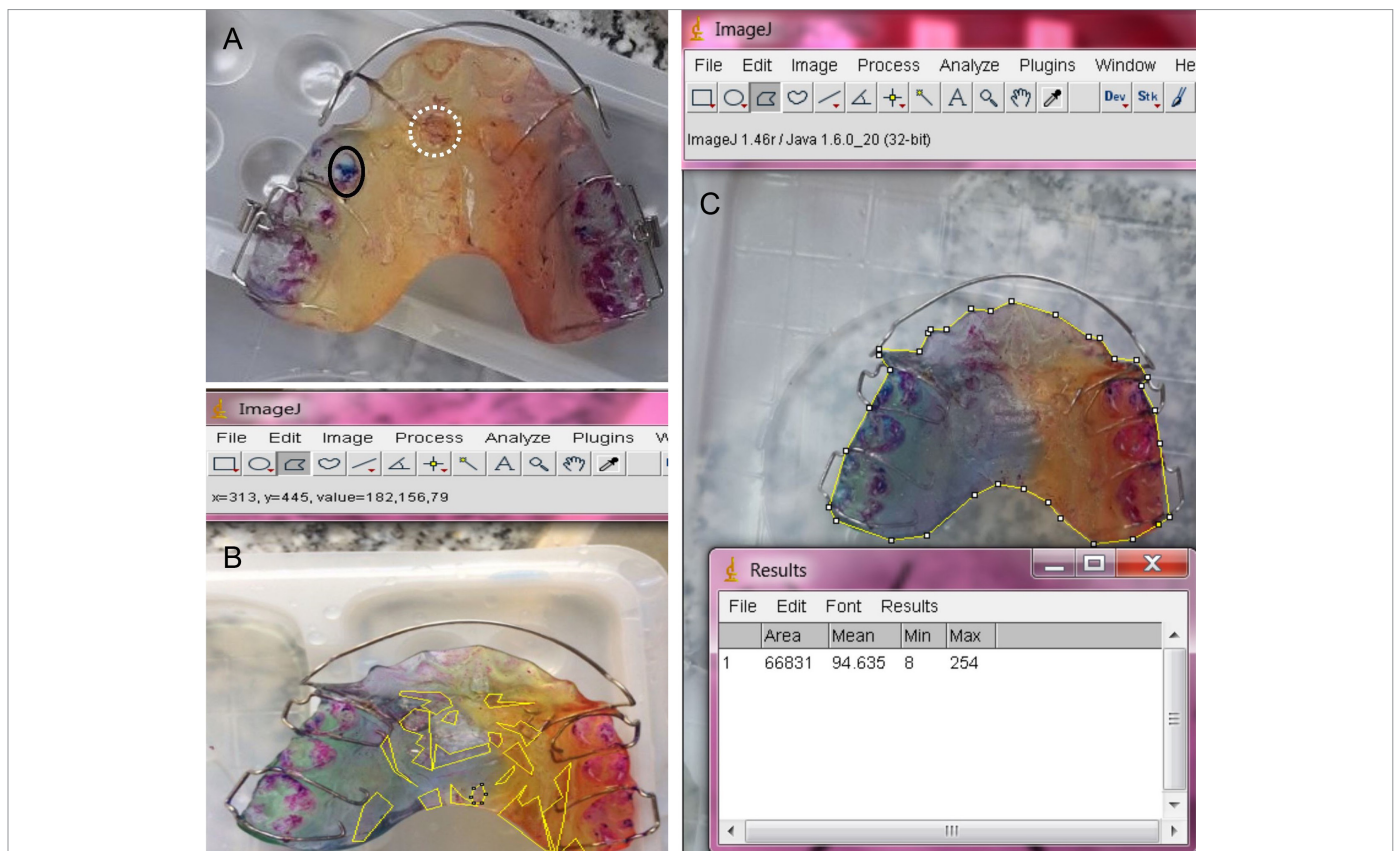 A
ImageJ
File Edit Image Process Analyze Plugins W
x=313, y=445, value=182,156,79
B
ImageJ
File Edit Image Process Analyze Plugins Window He
A Dev Stk
ImageJ 1.46r / Java 1.6.0_20 (32-bit)
C
Results
File Edit Font Results
Area Mean Min Max
1 66831 94.635 8 254